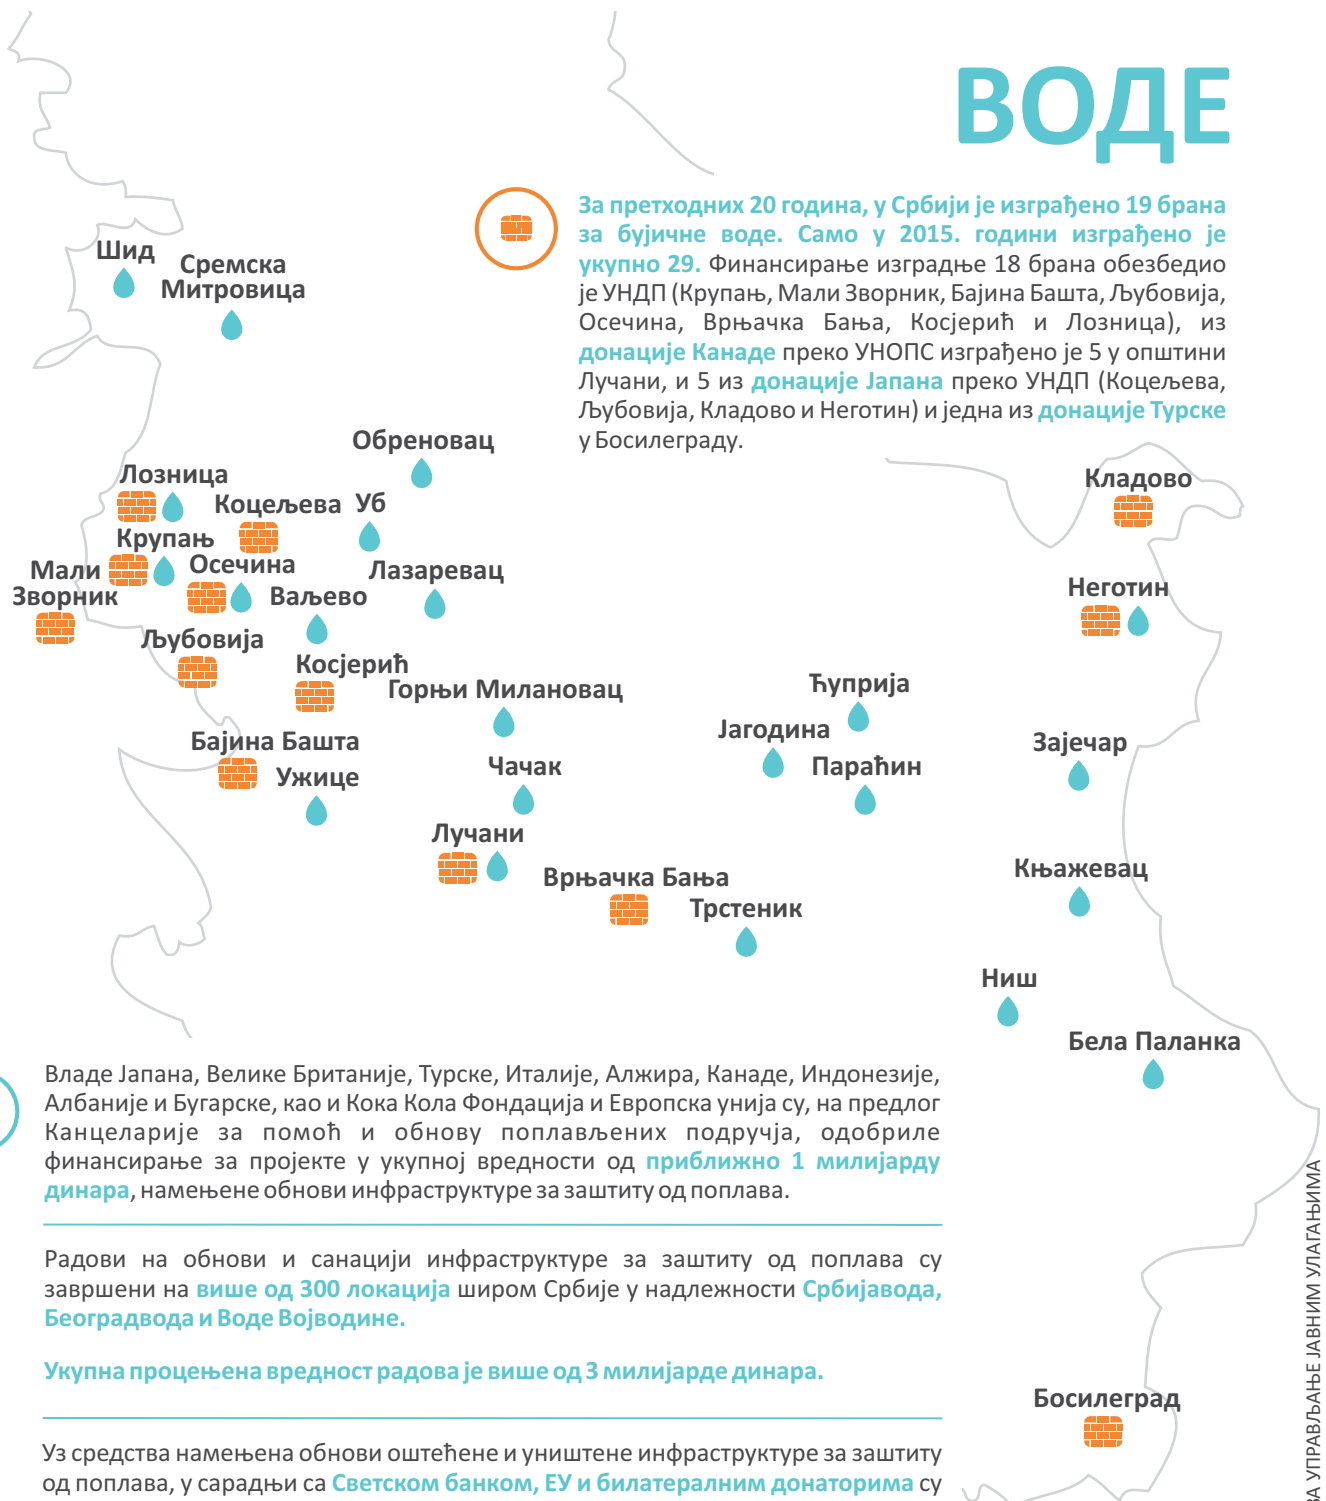 ВОДЕ
За претходних 20 година, у Србији је изграђено 19 брана
за бујичне воде. Само у 2015. години изграђено је
укупно 29. Финансирање изградње 18 брана обезбедио
је УНДП (Крупањ, Мали Зворник, Бајина Башта, Љубовија,
Осечина, Врњачка Бања, Косјерић и Лозница), из
донације Канаде преко УНОПС изграђено је 5 у општини
Лучани, и 5 из донације Јапана преко УНДП (Коцељева,
Љубовија, Кладово и Неготин) и једна из донације Турске
у Босилеграду.
Шид
Сремска
Митровица
Обреновац
Лозница
Коцељева
Уб
Кладово
Крупањ
Осечина
Лазаревац
Мали
Зворник
Ваљево
Неготин
Љубовија
Косјерић
Горњи Милановац
Ћуприја
Јагодина
Бајина Башта
Зајечар
Ужице
Чачак
Параћин
Лучани
Врњачка Бања
Књажевац
Трстеник
Ниш
Бела Паланка
Владе Јапана, Велике Британије, Турске, Италије, Алжира, Канаде, Индонезије,
Албаније и Бугарске, као и Кока Кола Фондација и Европска унија су, на предлог
Канцеларије за помоћ и обнову поплављених подручја, одобриле
финансирање за пројекте у укупној вредности од приближно 1 милијарду
динара, намењене обнови инфраструктуре за заштиту од поплава.
Радови на обнови и санацији инфраструктуре за заштиту од поплава су
завршени на више од 300 локација широм Србије у надлежности Србијавода,
Београдвода и Воде Војводине.
Укупна процењена вредност радова је више од 3 милијарде динара.
Босилеград
Уз средства намењена обнови оштећене и уништене инфраструктуре за заштиту
од поплава, у сарадњи са Светском банком, ЕУ и билатералним донаторима су
ЗА УПРАВЉАЊЕ ЈАВНИМ УЛАГАЊИМА